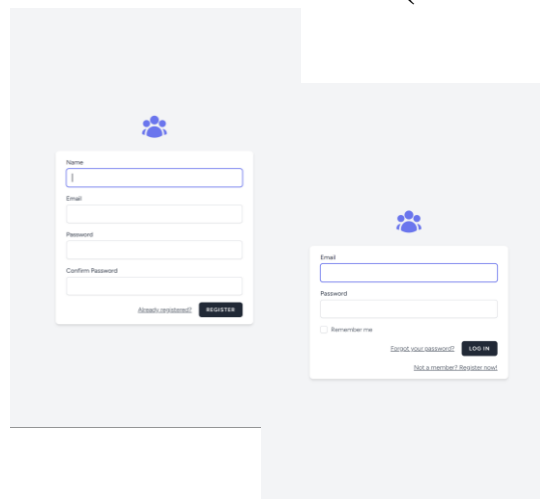 Name
Email
Password
Confirm Password
Already registered? REGISTER
Email
Password
Remember me
Forgot your password? LOG IN
Not a member? Register now!